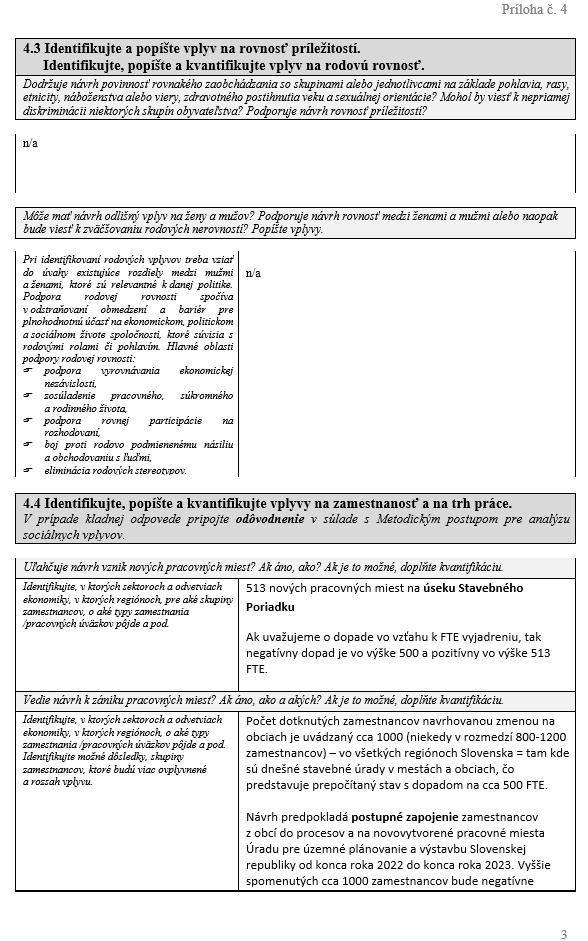 Príloha č. 4
4.3 Identifikujte a popíšte vplyv na rovnosť príležitostí.
Identifikujte, popíšte a kvantifikujte vplyv na rodovú rovnosť.
Dodržuje návrh povinnosť rovnakého zaobchádzania so skupinami alebo jednotlivcami na základe pohlavia, rasy,
etnicity, náboženstva alebo viery, zdravotného postihnutia veku a sexuálnej orientácie? Mohol by viesť k nepriamej
diskriminácii niektorých skupín obyvateľstva? Podporuje návrh rovnosť príležitostí?
n/a
Môže mať návrh odlišný vplyv na ženy a mužov? Podporuje návrh rovnosť medzi ženami a mužmi alebo naopak
bude viesť k zväčšovaniu rodových nerovností? Popíšte vplyvy.
Pri identifikovaní rodových vplyvov treba vziať
do úvahy existujúce rozdiely medzi mužmi
a ženami, ktoré sú relevantné k danej politike.
Podpora rodovej rovnosti spočíva
v odstraňovaní obmedzení a bariér pre
plnohodnotnú účasť na ekonomickom, politickom
a sociálnom živote spoločnosti, ktoré súvisia s
rodovými rolami či pohlavím. Hlavné oblasti
podpory rodovej rovnosti:
☞ podpora vyrovnávania ekonomickej
nezávislosti,
☞ zosúladenie pracovného, súkromného
a rodinného života,
☞ podpora rovnej participácie na
rozhodovaní,
☞ boj proti rodovo podmienenému násiliu
a obchodovaniu s ľuďmi,
☞ eliminácia rodových stereotypov.
n/a
4.4 Identifikujte, popíšte a kvantifikujte vplyvy na zamestnanosť a na trh práce.
V prípade kladnej odpovede pripojte odôvodnenie v súlade s Metodickým postupom pre analýzu
sociálnych vplyvov.
Uľahčuje návrh vznik nových pracovných miest? Ak áno, ako? Ak je to možné, doplňte kvantifikáciu.
Identifikujte, v ktorých sektoroch a odvetviach
ekonomiky, v ktorých regiónoch, pre aké skupiny
zamestnancov, o aké typy zamestnania
/pracovných úväzkov pôjde a pod.
513 nových pracovných miest na úseku Stavebného
Poriadku
Ak uvažujeme o dopade vo vzťahu k FTE vyjadreniu, tak
negatívny dopad je vo výške 500 a pozitívny vo výške 513
FTE.
Vedie návrh k zániku pracovných miest? Ak áno, ako a akých? Ak je to možné, doplňte kvantifikáciu.
Identifikujte, v ktorých sektoroch a odvetviach
ekonomiky, v ktorých regiónoch, o aké typy
zamestnania /pracovných úväzkov pôjde a pod.
Identifikujte možné dôsledky, skupiny
zamestnancov, ktoré budú viac ovplyvnené
a rozsah vplyvu.
Počet dotknutých zamestnancov navrhovanou zmenou na
obciach je uvádzaný cca 1000 (niekedy v rozmedzí 800-1200
zamestnancov) – vo všetkých regiónoch Slovenska = tam kde
sú dnešné stavebné úrady v mestách a obciach, čo
predstavuje prepočítaný stav s dopadom na cca 500 FTE.
Návrh predpokladá postupné zapojenie zamestnancov
z obcí do procesov a na novovytvorené pracovné miesta
Úradu pre územné plánovanie a výstavbu Slovenskej
republiky od konca roka 2022 do konca roka 2023. Vyššie
spomenutých cca 1000 zamestnancov bude negatívne
3